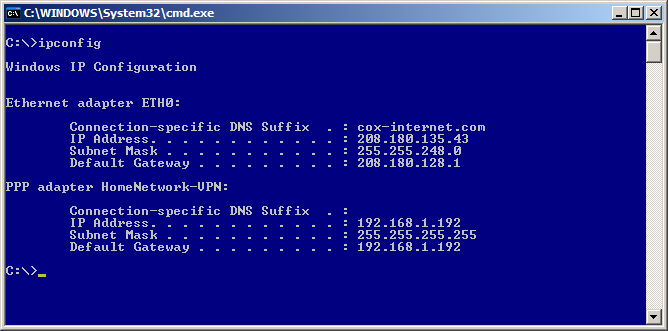 C:\WINDOWS\System32\cmd.exe
C:\>ipconfig
Windows IP Configuration
Ethernet adapter ETH0:
Connection-specific DNS Suffix  . : cox-internet.com
IP Address. . . . . . . . . . . . : 208.180.135.43
Subnet Mask . . . . . . . . . . . : 255.255.248.0
Default Gateway . . . . . . . . . : 208.180.128.1
PPP adapter HomeNetwork-VPN:
Connection-specific DNS Suffix  . :
IP Address. . . . . . . . . . . . : 192.168.1.192
Subnet Mask . . . . . . . . . . . : 255.255.255.255
Default Gateway . . . . . . . . . : 192.168.1.192
C:\>_